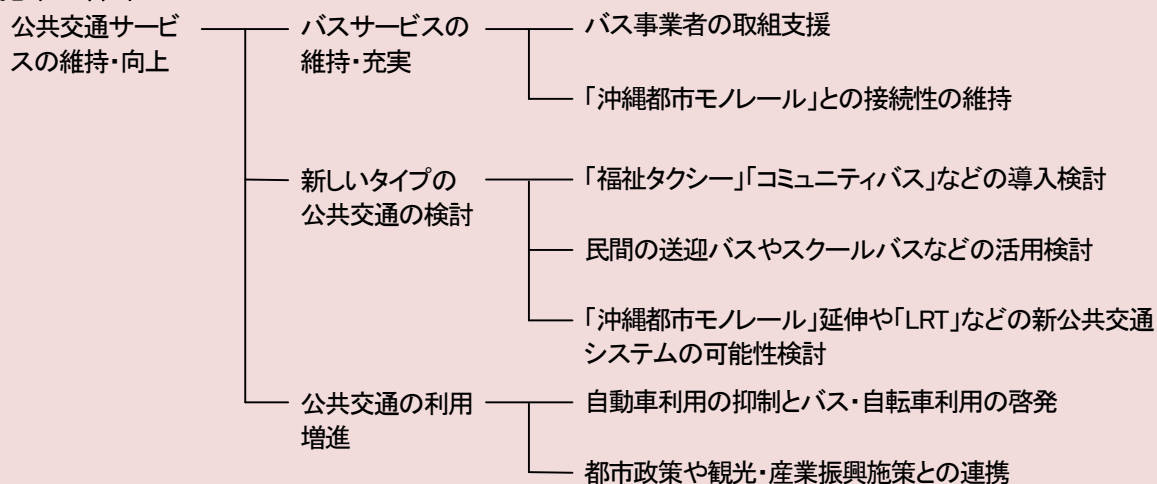 公共交通サービ
スの維持・向上
バスサービスの
維持・充実
バス事業者の取組支援
「沖縄都市モノレール」との接続性の維持
新しいタイプの
公共交通の検討
「福祉タクシー」「コミュニティバス」などの導入検討
民間の送迎バスやスクールバスなどの活用検討
「沖縄都市モノレール」延伸や「LRT」などの新公共交通
システムの可能性検討
公共交通の利用
増進
自動車利用の抑制とバス・自転車利用の啓発
都市政策や観光・産業振興施策との連携